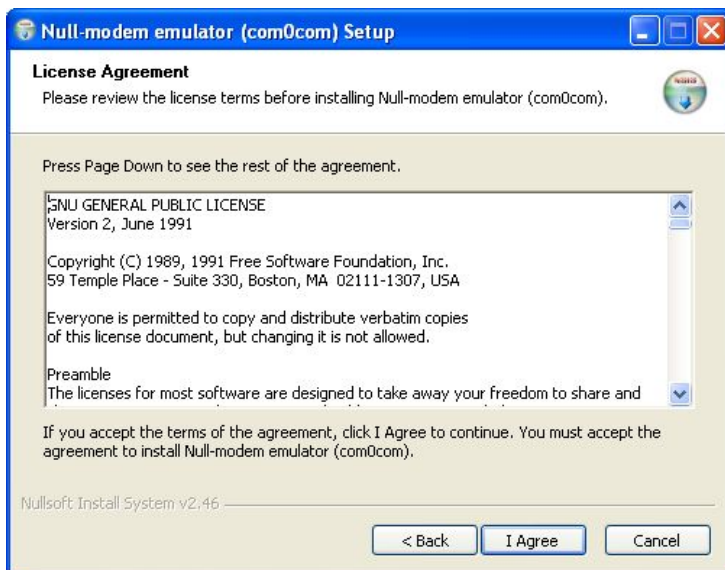 Null-modem emulator (com0com) Setup
License Agreement
Please review the license terms before installing Null-modem emulator (com0com).
Press Page Down to see the rest of the agreement.
GNU GENERAL PUBLIC LICENSE
Version 2, June 1991
Copyright (C) 1989, 1991 Free Software Foundation, Inc.
59 Temple Place - Suite 330, Boston, MA 02111-1307, USA
Everyone is permitted to copy and distribute verbatim copies
of this license document, but changing it is not allowed.
Preamble
The licenses for most software are designed to take away your freedom to share and
If you accept the terms of the agreement, click I Agree to continue. You must accept the
agreement to install Null-modem emulator (com0com).
Nullsoft Install System v2.46
< Back
I Agree
Cancel